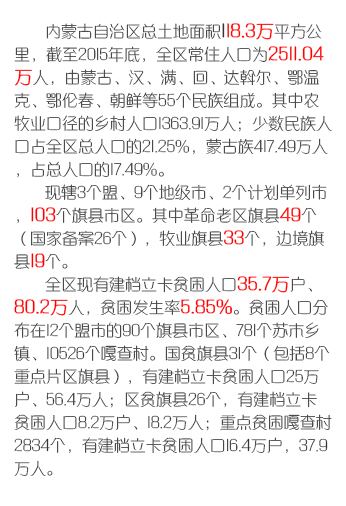 内蒙古自治区总土地面积118.3万平方公
里，截至2015年底，全区常住人口为2511.04
万人，由蒙古、汉、满、回、达斡尔、鄂温
克、鄂伦春、朝鲜等55个民族组成。其中农
牧业口径的乡村人口1363.91万人；少数民族人
口占全区总人口的21.25%，蒙古族417.49万人
，占总人口的17.49%。
现辖3个盟、9个地级市、2个计划单列市
，103个旗县市区。其中革命老区旗县49个
（国家备案26个），牧业旗县33个，边境旗
县19个。
全区现有建档立卡贫困人口35.7万户、
80.2万人，贫困发生率5.85%。贫困人口分
布在12个盟市的90个旗县市区、781个苏木乡
镇、10526个嘎查村。国贫旗县31个（包括8个
重点片区旗县），有建档立卡贫困人口25万
户、56.4万人；区贫旗县26个，有建档立卡
贫困人口8.2万户、18.2万人；重点贫困嘎查村
2834个，有建档立卡贫困人口16.4万户，37.9
万人。